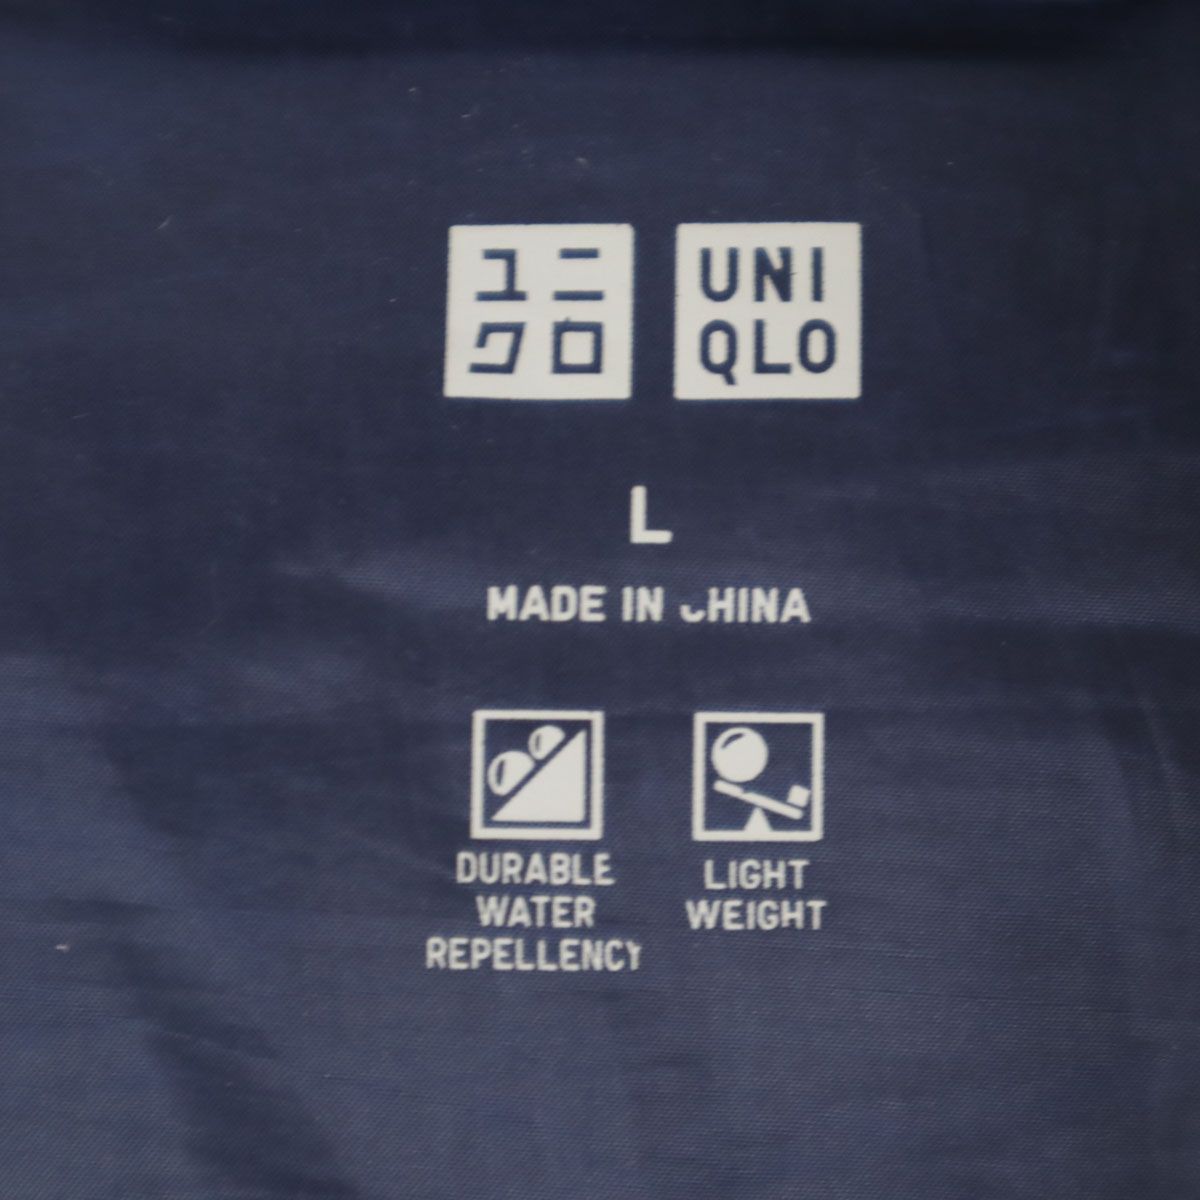 ユニ
クロ
UNI
QLO
L
MADE IN CHINA
DURABLE
WATER
REPELLENCY
LIGHT
WEIGHT